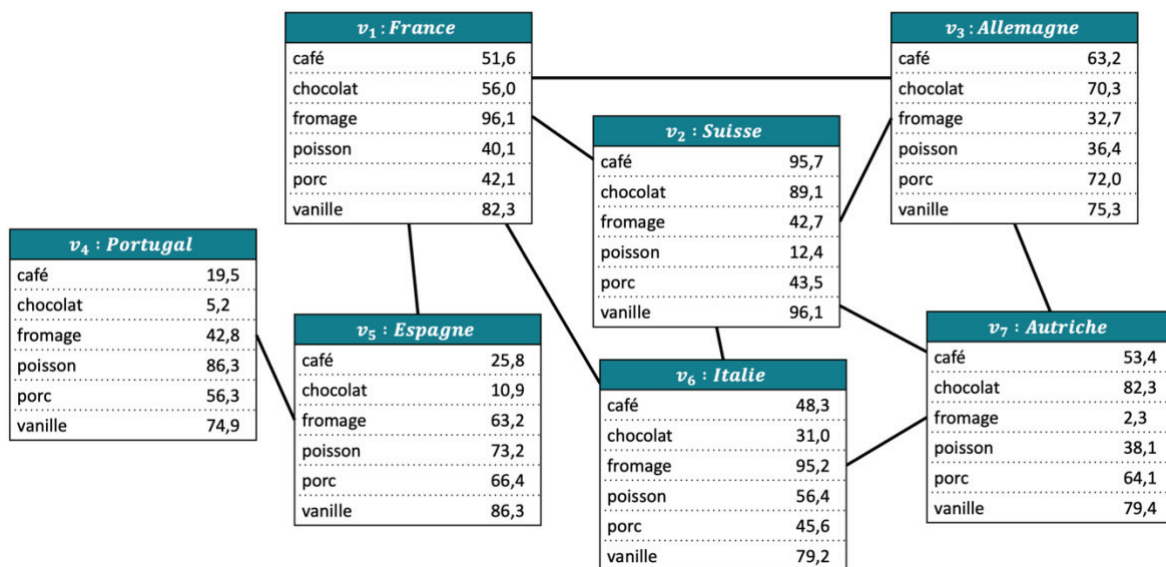 v₁ : France
café 51,6
chocolat 56,0
fromage 96,1
poisson 40,1
porc 42,1
vanille 82,3
v₂ : Suisse
café 95,7
chocolat 89,1
fromage 42,7
poisson 12,4
porc 43,5
vanille 96,1
v₃ : Allemagne
café 63,2
chocolat 70,3
fromage 32,7
poisson 36,4
porc 72,0
vanille 75,3
v₄ : Portugal
café 19,5
chocolat 5,2
fromage 42,8
poisson 86,3
porc 56,3
vanille 74,9
v₅ : Espagne
café 25,8
chocolat 10,9
fromage 63,2
poisson 73,2
porc 66,4
vanille 86,3
v₆ : Italie
café 48,3
chocolat 31,0
fromage 95,2
poisson 56,4
porc 45,6
vanille 79,2
v₇ : Autriche
café 53,4
chocolat 82,3
fromage 2,3
poisson 38,1
porc 64,1
vanille 79,4